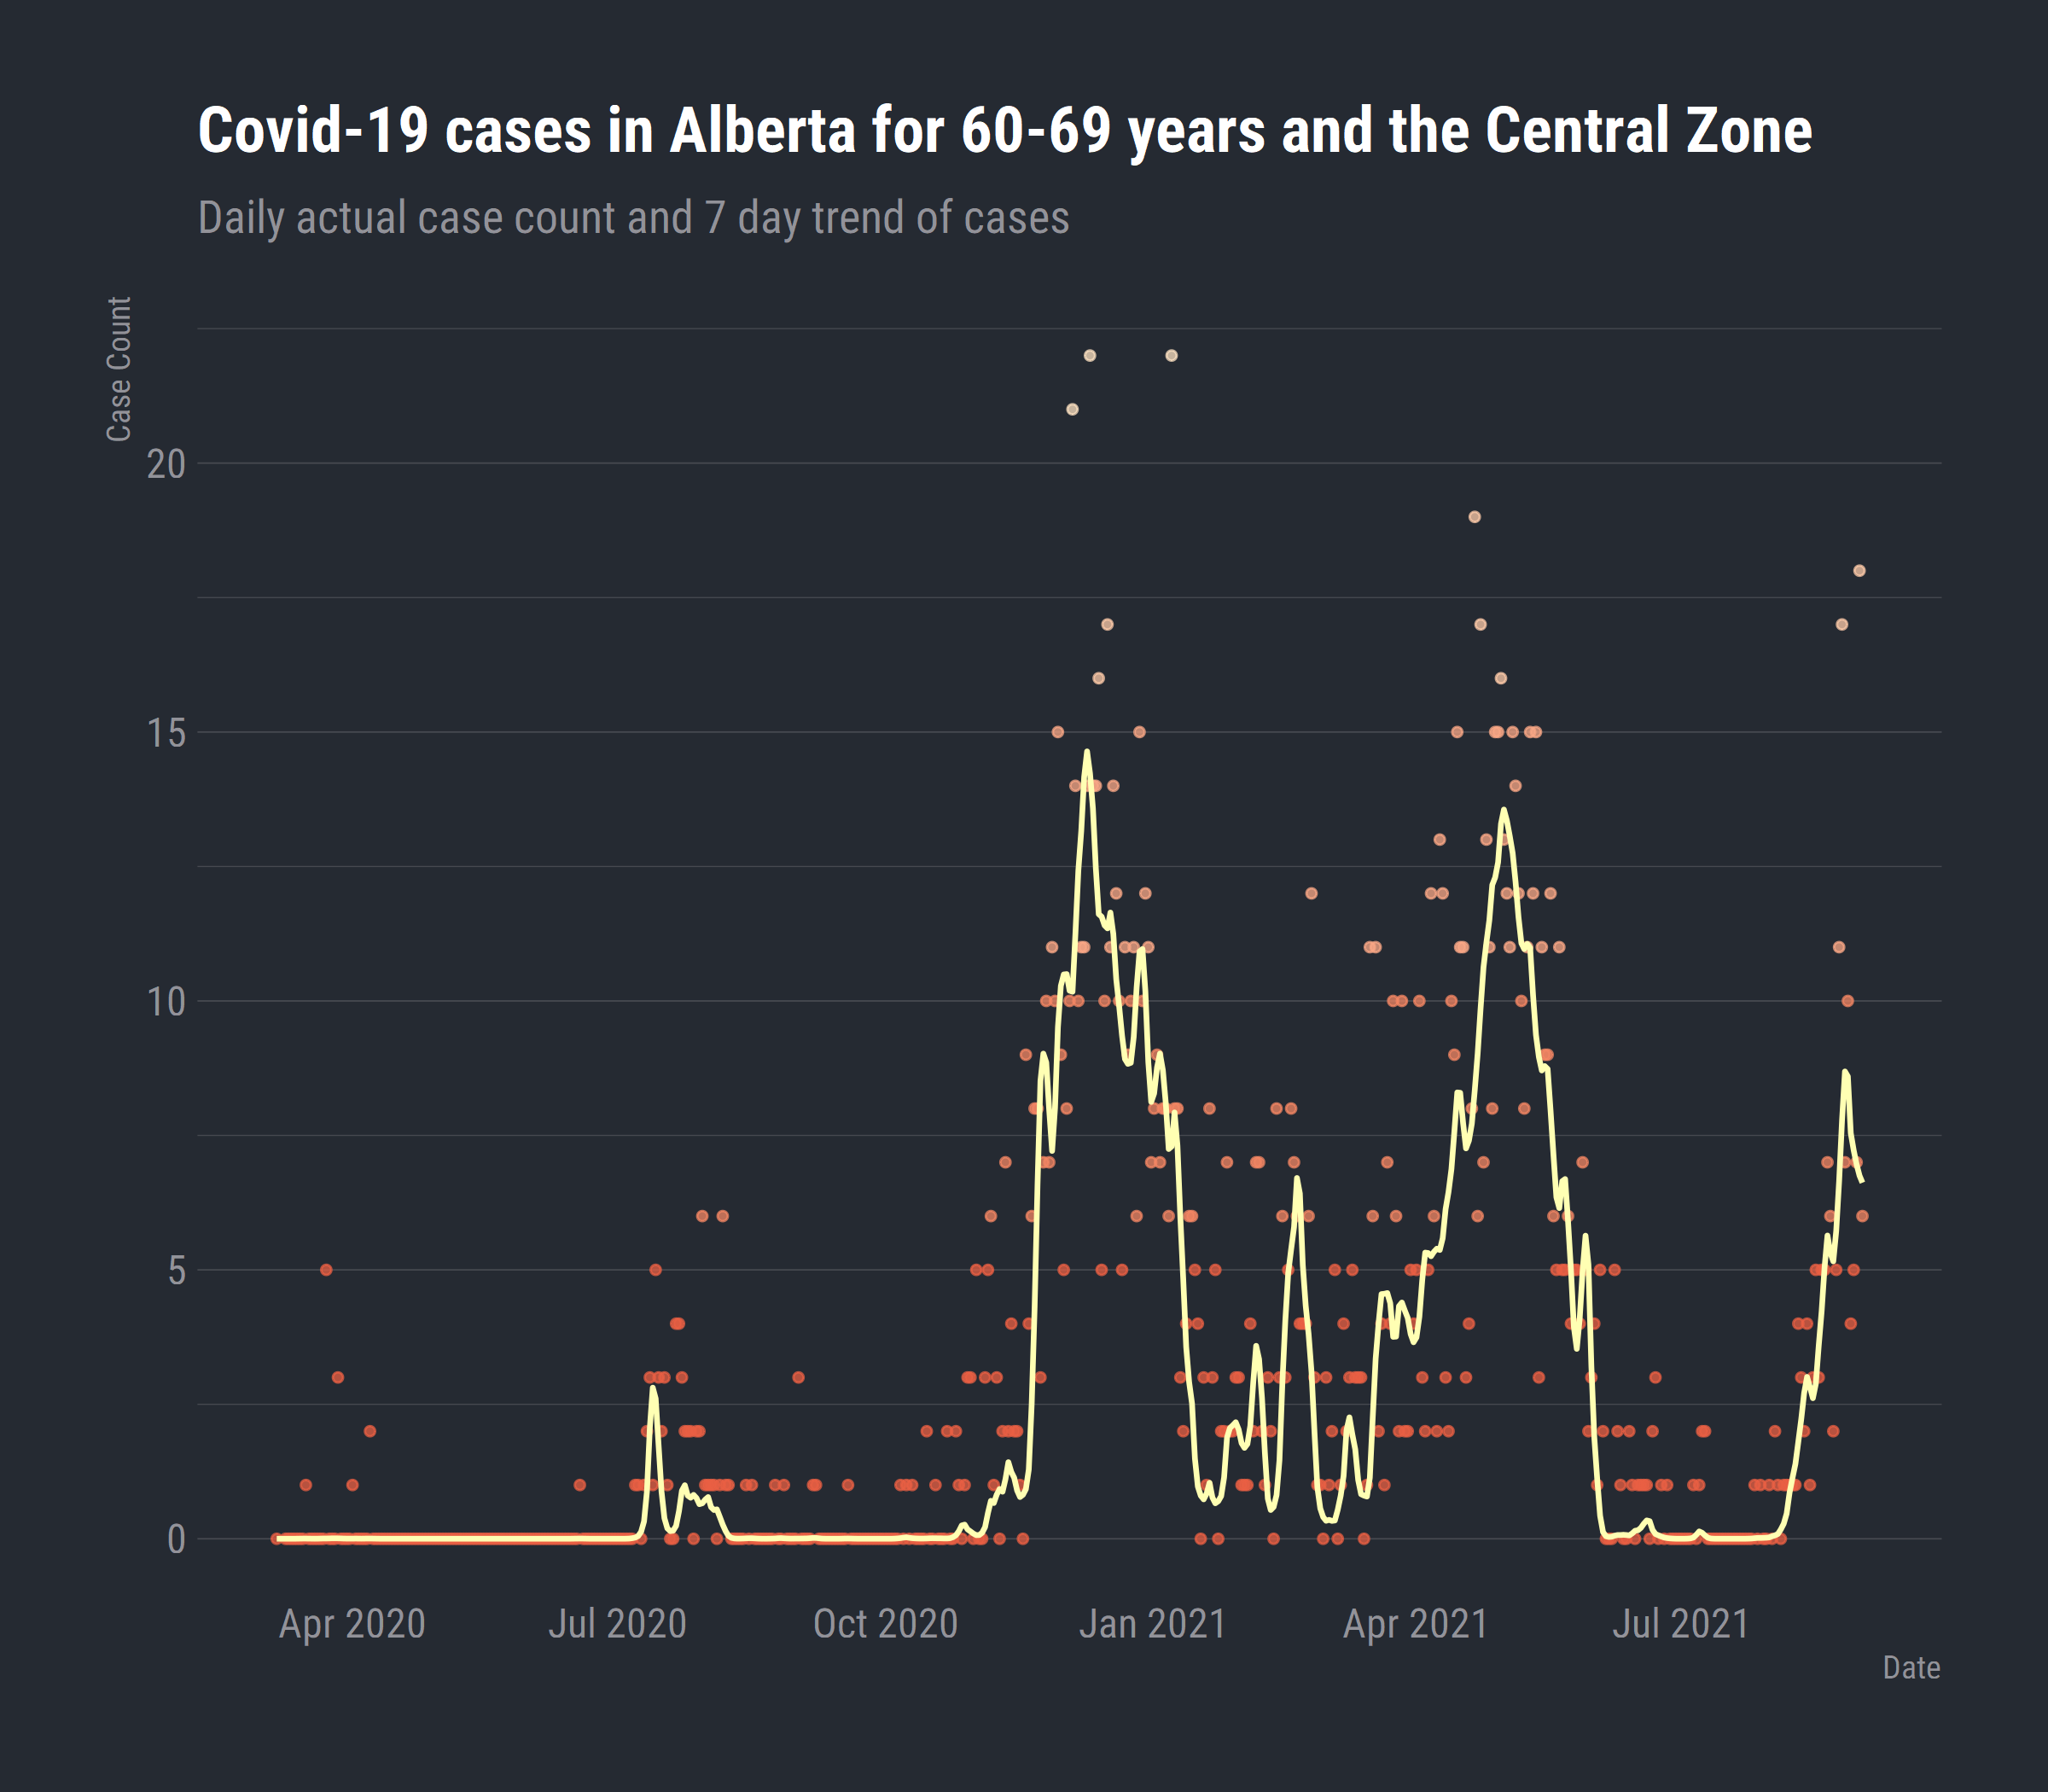 Covid-19 cases in Alberta for 60-69 years and the Central Zone
Daily actual case count and 7 day trend of cases
Case Count
20
15
10
5
0
Apr 2020
Jul 2020
Oct 2020
Jan 2021
Apr 2021
Jul 2021
Date